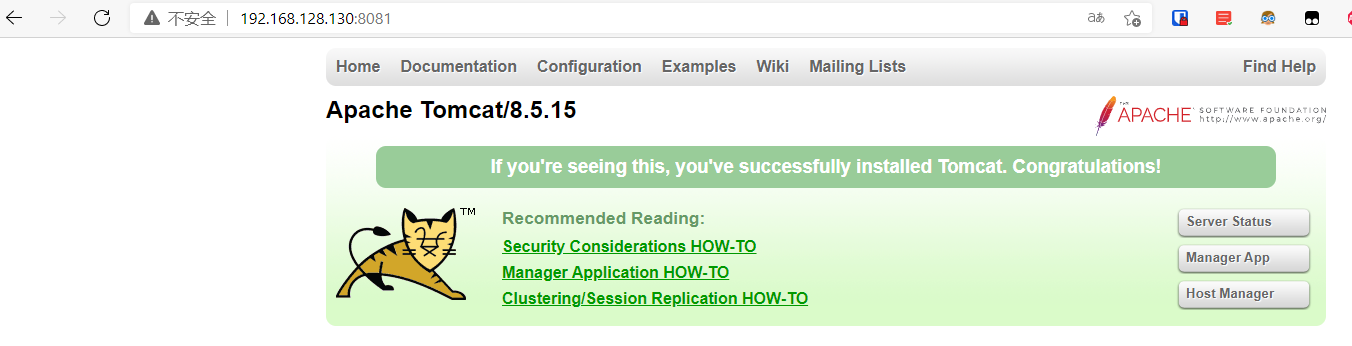 不安全 | 192.168.128.130:8081 aあ
Home Documentation Configuration Examples Wiki Mailing Lists Find Help
Apache Tomcat/8.5.15
THE APACHE SOFTWARE FOUNDATION
http://www.apache.org/
If you're seeing this, you've successfully installed Tomcat. Congratulations!
TM
Recommended Reading:
Security Considerations HOW-TO
Manager Application HOW-TO
Clustering/Session Replication HOW-TO
Server Status
Manager App
Host Manager